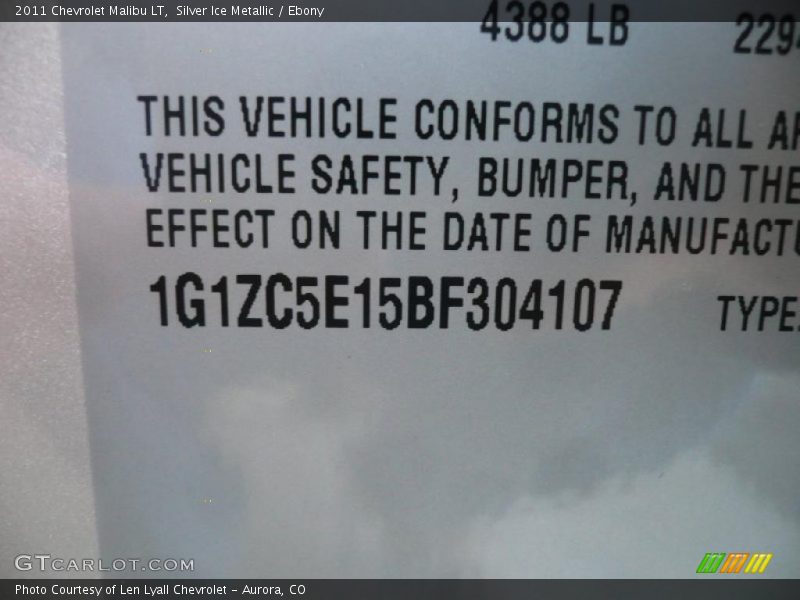 2011 Chevrolet Malibu LT, Silver Ice Metallic / Ebony
4388 LB
THIS VEHICLE CONFORMS TO ALL
VEHICLE SAFETY, BUMPER, AND THE
EFFECT ON THE DATE OF
1G1ZC5E15BF304107 TYPE:
GTCARLOT.COM
Photo Courtesy of Len Lyall Chevrolet - Aurora, CO